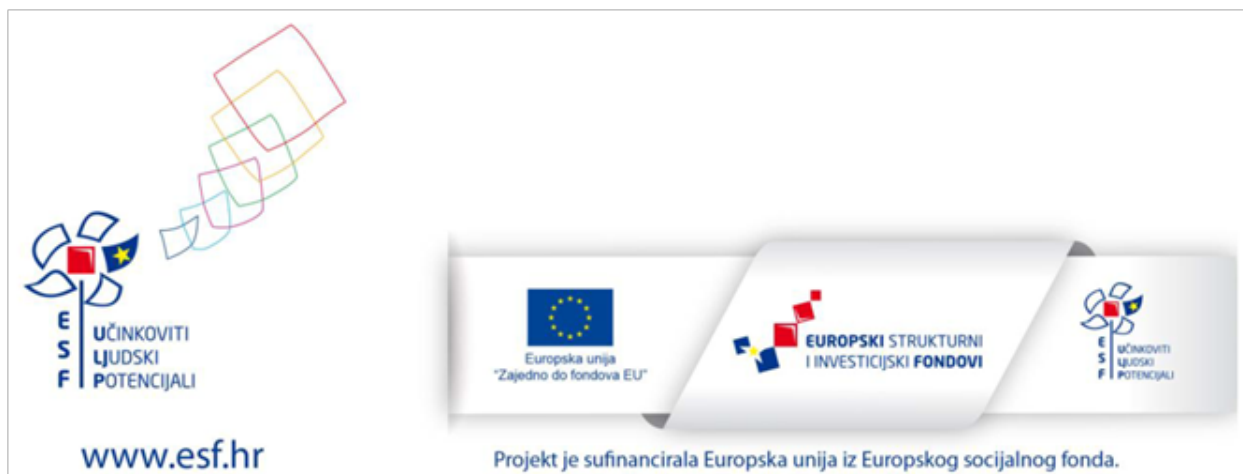 E S F
UČINKOVITI
LJUDSKI
POTENCIJALI
www.esf.hr
Europska unija
"Zajedno do fondova EU"
EUROPSKI STRUKTURNI
I INVESTICIJSKI FONDOVI
E S F
UČINKOVITI
LJUDSKI
POTENCIJALI
Projekt je sufinancirala Europska unija iz Europskog socijalnog fonda.